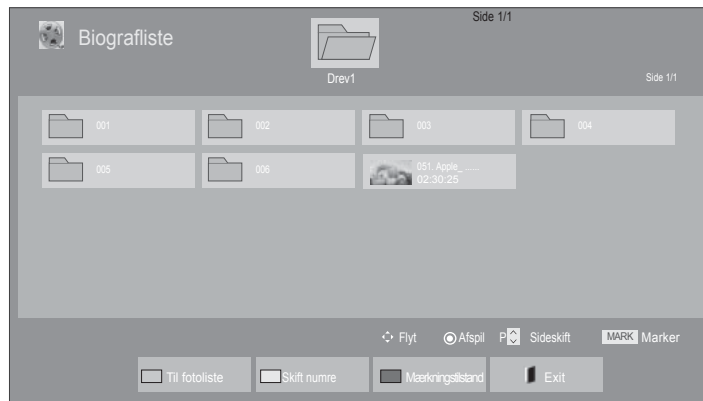 Side 1/1
Biografliste
Drev1
Side 1/1
001 002 003 004
005 006 051. Apple_ ......
02:30:25
Flyt Afspil P Sideskift MARK Marker
Til fotoliste Skift numre Mærkningstilstand Exit